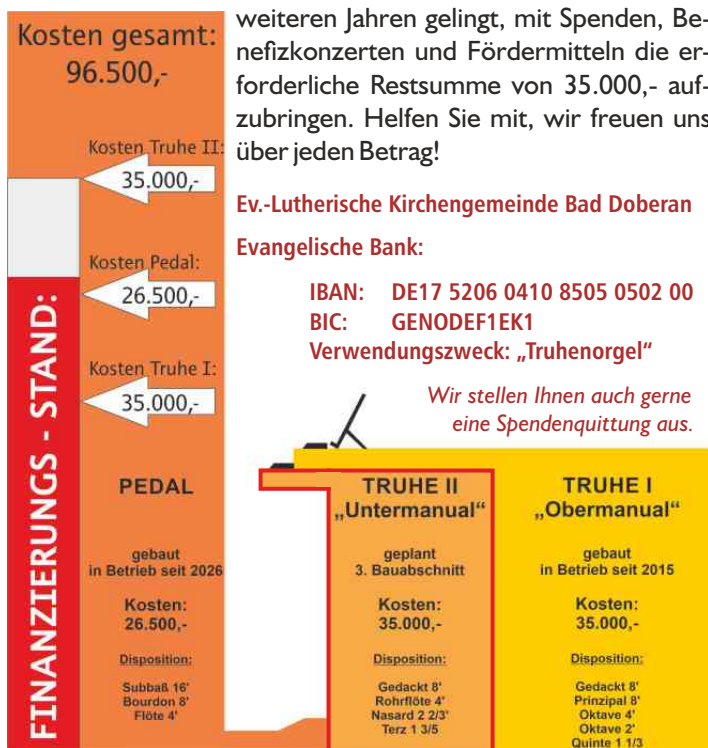 Kosten gesamt:
96.500,-
Kosten Truhe II:
35.000,-
Kosten Pedal:
26.500,-
Kosten Truhe I:
35.000,-
FINANZIERUNGS - STAND:
weiteren Jahren gelingt, mit Spenden, Be-
nefizkonzerten und Fördermitteln die er-
forderliche Restsumme von 35.000,- auf-
zubringen. Helfen Sie mit, wir freuen uns
über jeden Betrag!
Ev.-Lutherische Kirchengemeinde Bad Doberan
Evangelische Bank:
IBAN: DE17 5206 0410 8505 0502 00
BIC: GENODEF1EK1
Verwendungszweck: „Truhenorgel“
Wir stellen Ihnen auch gerne
eine Spendenquittung aus.
PEDAL
gebaut
in Betrieb seit 2026
Kosten:
26.500,-
Disposition:
Subbaß 16'
Bourdon 8'
Flöte 4'
TRUHE II
„Untermanual“
geplant
3. Bauabschnitt
Kosten:
35.000,-
Disposition:
Gedackt 8'
Rohrflöte 4'
Nasard 2 2/3'
Terz 1 3/5
TRUHE I
„Obermanual“
gebaut
in Betrieb seit 2015
Kosten:
35.000,-
Disposition:
Gedackt 8'
Prinzipal 8'
Oktave 4'
Oktave 2'
Quinte 1 1/3